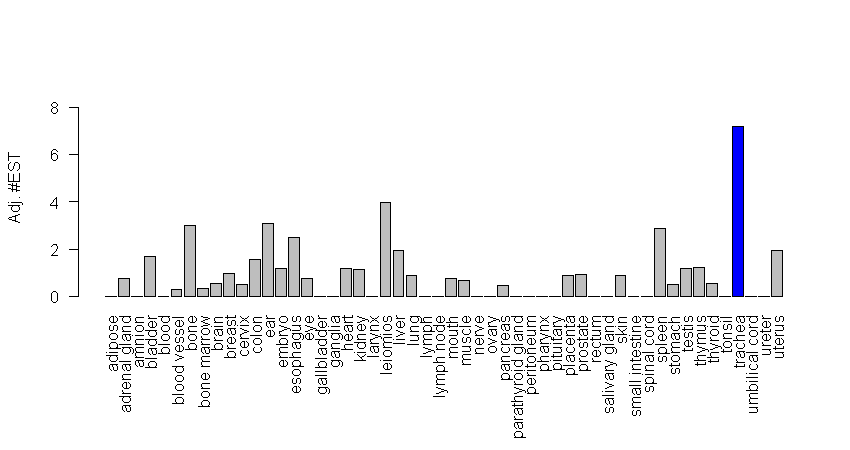 Adj. #EST
8
6
4
2
0
adipose
adrenal gland
amnion
bladder
blood
blood vessel
bone
bone marrow
brain
breast
cervix
colon
ear
embryo
esophagus
eye
gallbladder
ganglia
heart
kidney
larynx
leiomios
liver
lung
lymph
lymph node
mouth
muscle
nerve
ovary
pancreas
parathyroid gland
peritoneum
pharynx
pituitary
placenta
prostate
rectum
salivary gland
skin
small intestine
spinal cord
spleen
stomach
testis
thymus
thyroid
tonsil
trachea
umbilical cord
ureter
uterus